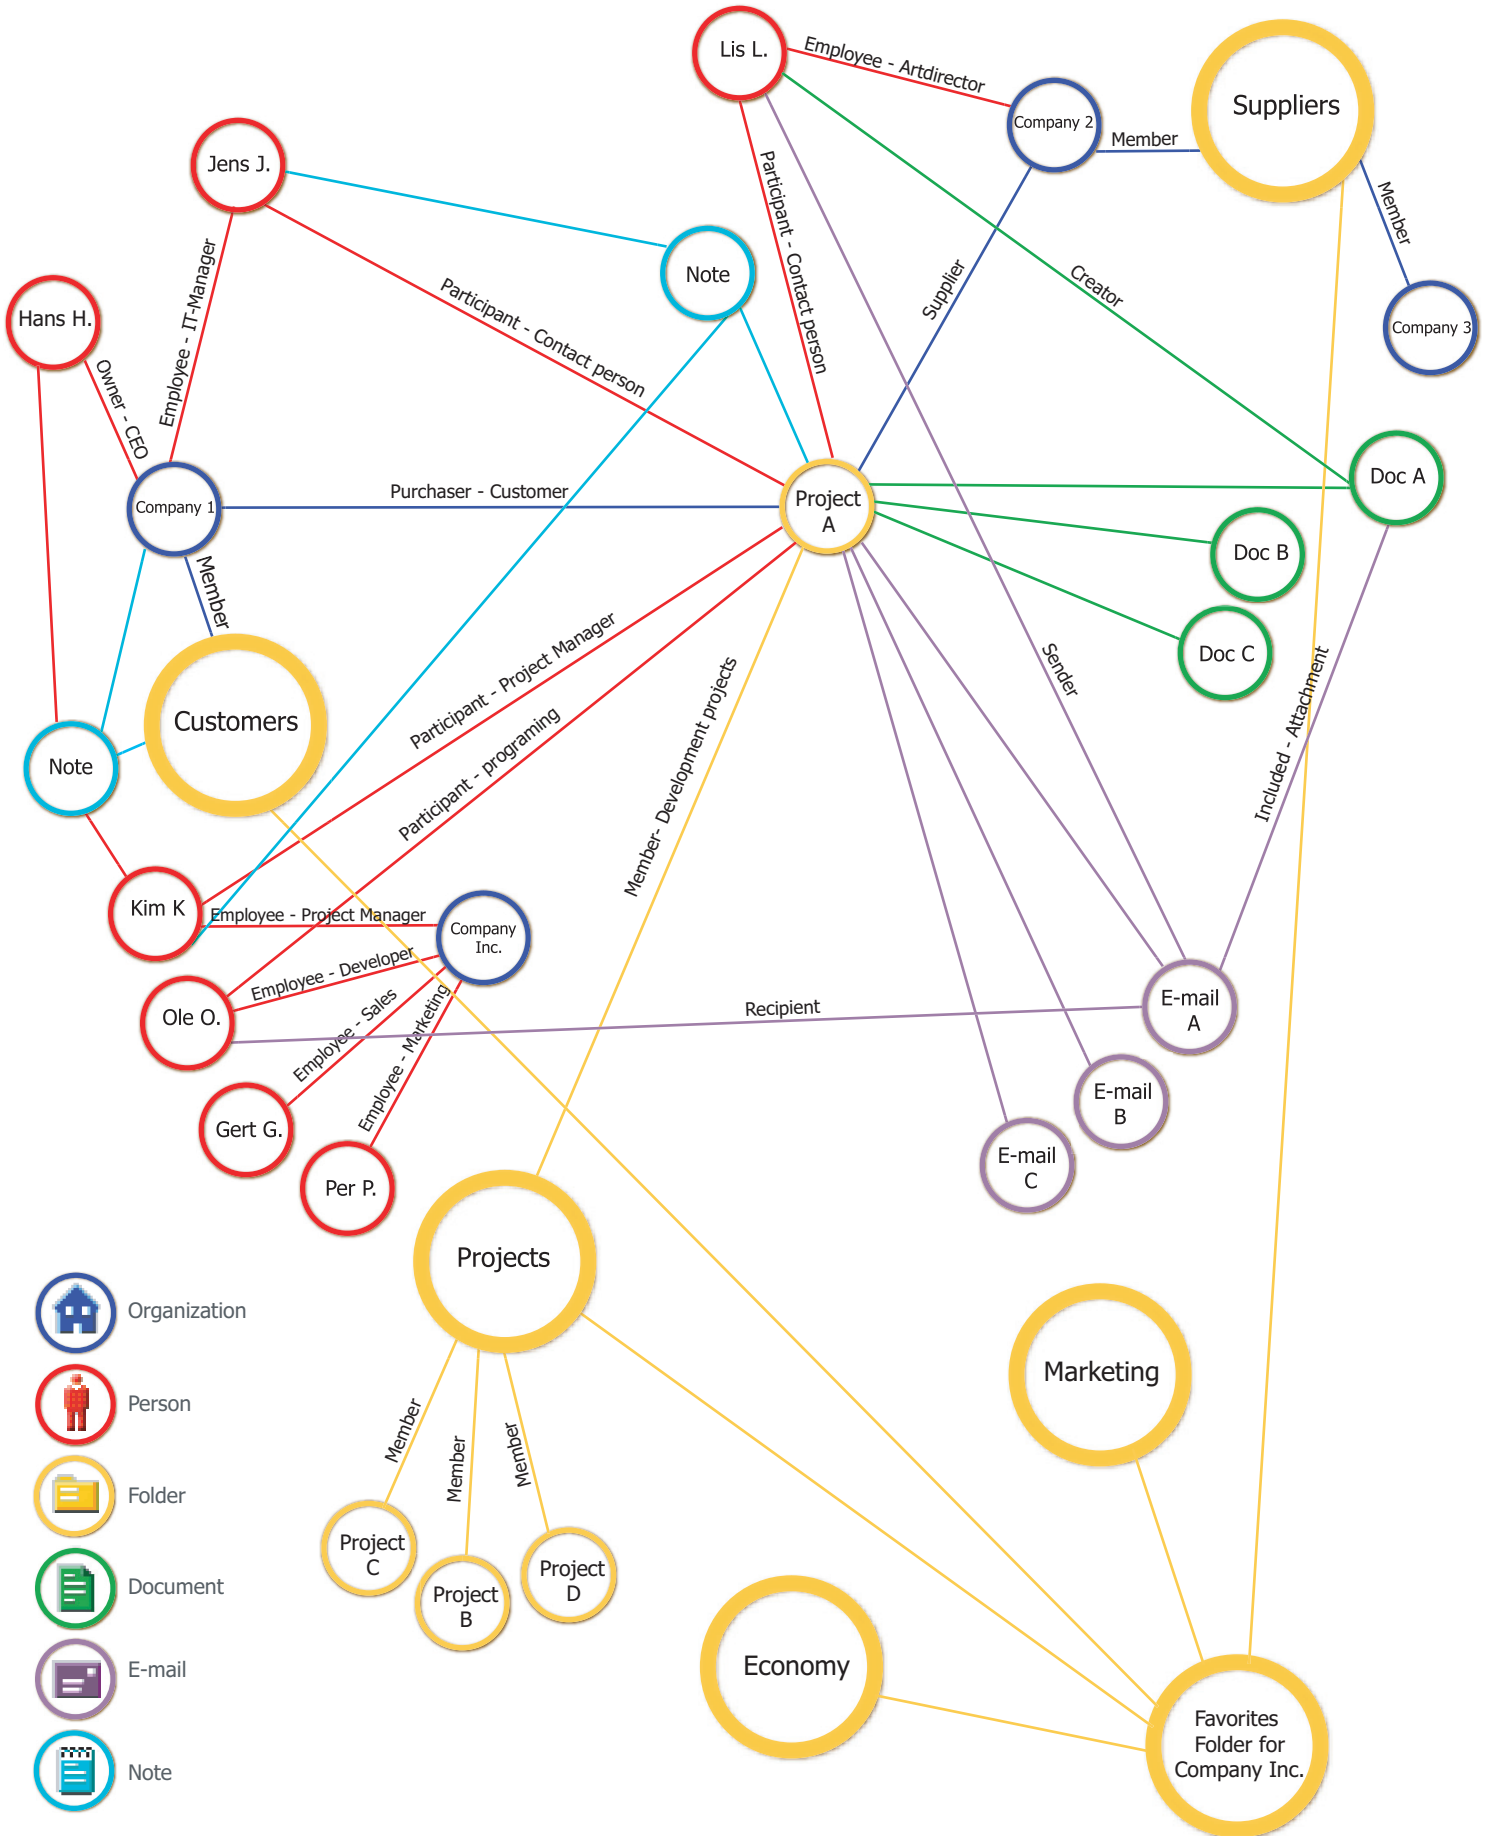 Lis L.
Employee - Artdirector
Company 2
Member
Suppliers
Member
Company 3
Jens J.
Note
Participant - Contact person
Supplier
Creator
Hans H.
Owner - CEO
Employee - IT-Manager
Participant - Contact person
Company 1
Purchaser - Customer
Project
A
Doc A
Doc B
Doc C
Member
Customers
Note
Participant - Project Manager
Participant - programing
Member- Development projects
Sender
Included - Attachment
Kim K
Employee - Project Manager
Company
Inc.
Employee - Developer
Ole O.
Employee - Sales
Employee - Marketing
Recipient
E-mail
A
E-mail
B
E-mail
C
Gert G.
Per P.
Projects
Member
Member
Member
Project
C
Project
B
Project
D
Marketing
Economy
Favorites
Folder for
Company Inc.
Organization
Person
Folder
Document
E-mail
Note